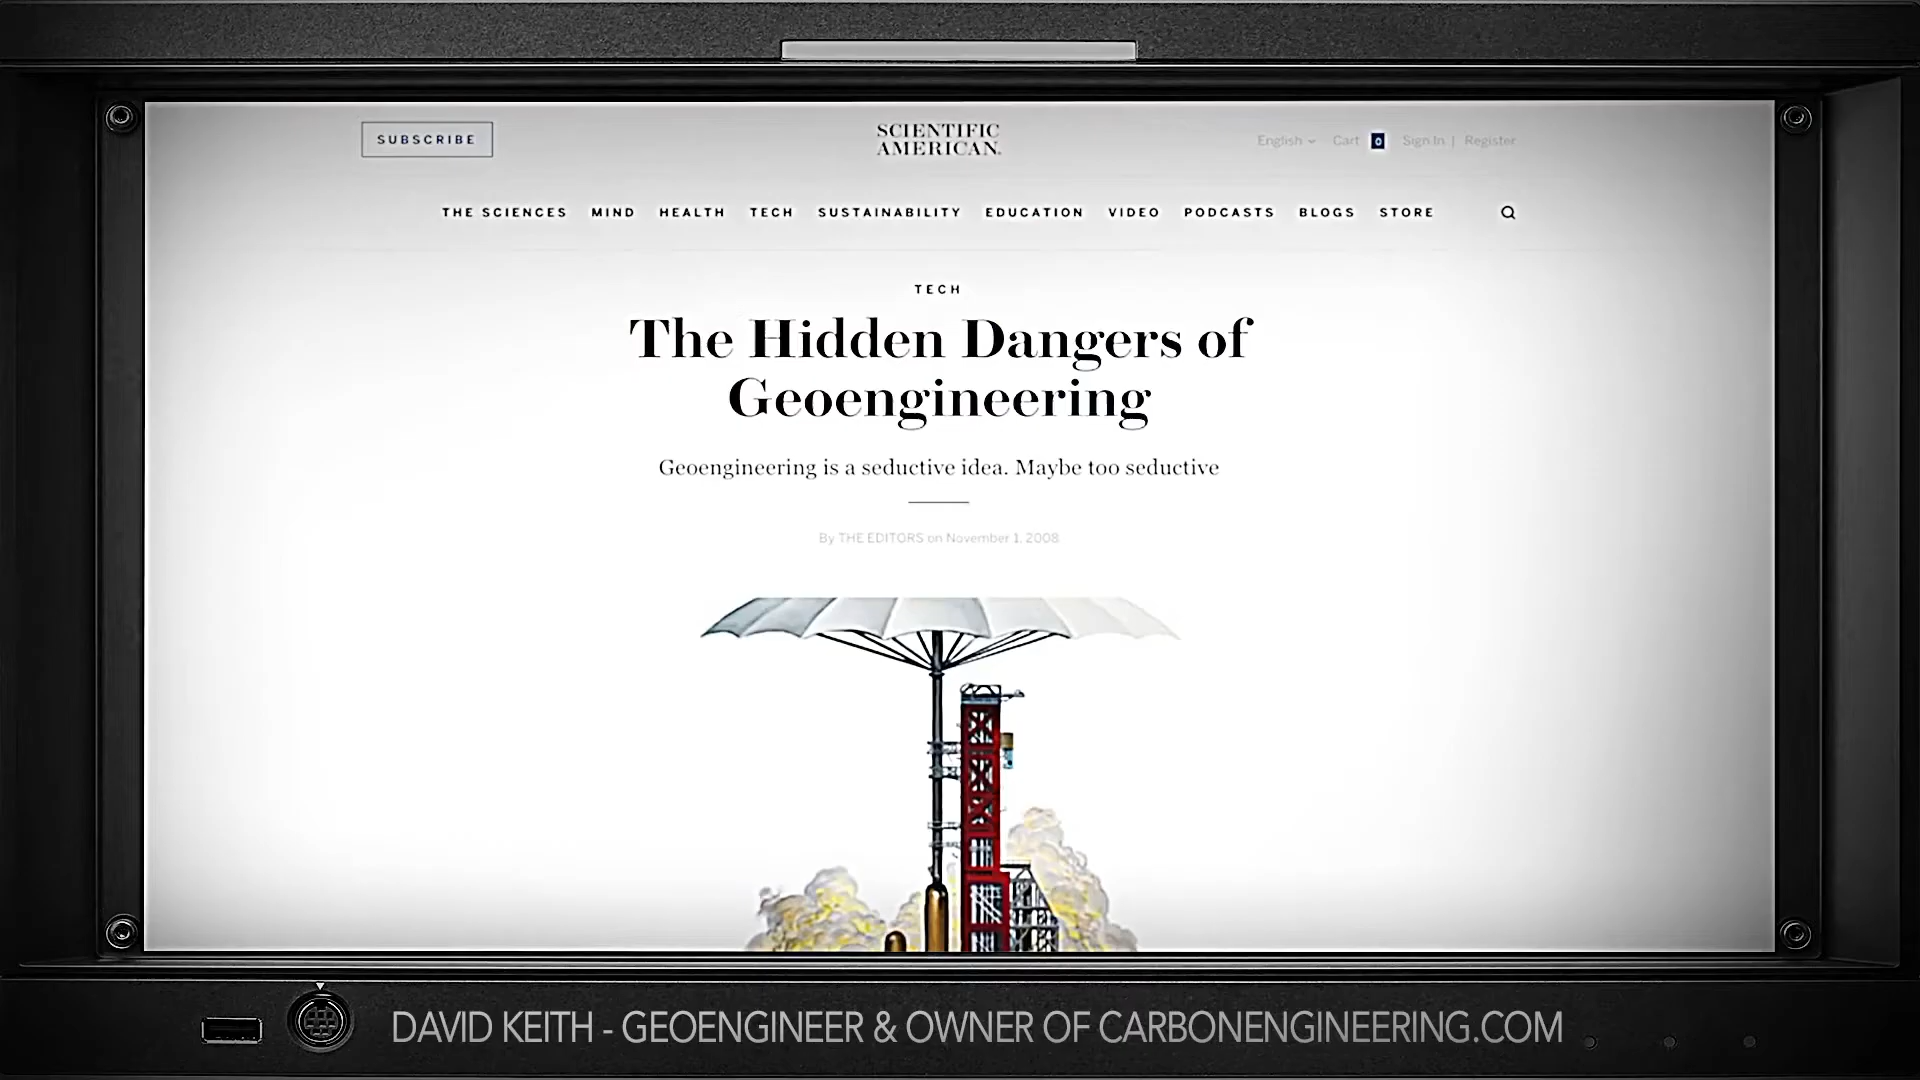 SUBSCRIBE
SCIENTIFIC
AMERICAN.
English Cart 0 Sign In | Register
THE SCIENCES MIND HEALTH TECH SUSTAINABILITY EDUCATION VIDEO PODCASTS BLOGS STORE
TECH
The Hidden Dangers of
Geoengineering
Geoengineering is a seductive idea. Maybe too seductive
By THE EDITORS on November 1, 2008
DAVID KEITH - GEOENGINEER & OWNER OF CARBONENGINEERING.COM